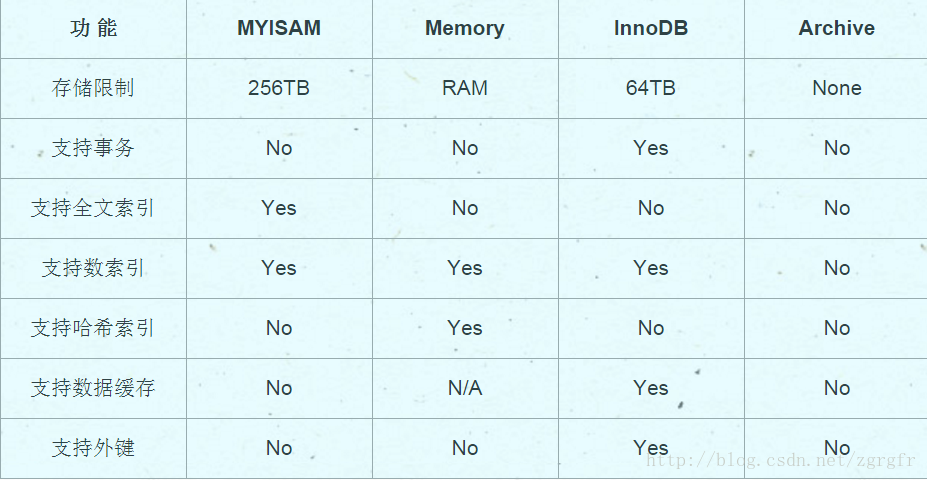 功 能 MYISAM Memory InnoDB Archive
存储限制 256TB RAM 64TB None
支持事务 No No Yes No
支持全文索引 Yes No No No
支持数索引 Yes Yes Yes No
支持哈希索引 No Yes No No
支持数据缓存 No N/A Yes No
支持外键 No No Yes No
http://blog.csdn.net/zgrgfr